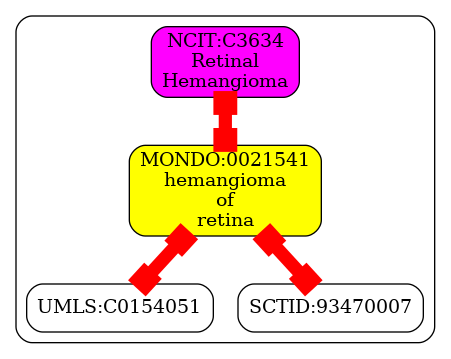 NCIT:C3634
Retinal
Hemangioma
MONDO:0021541
hemangioma
of
retina
UMLS:C0154051
SCTID:93470007